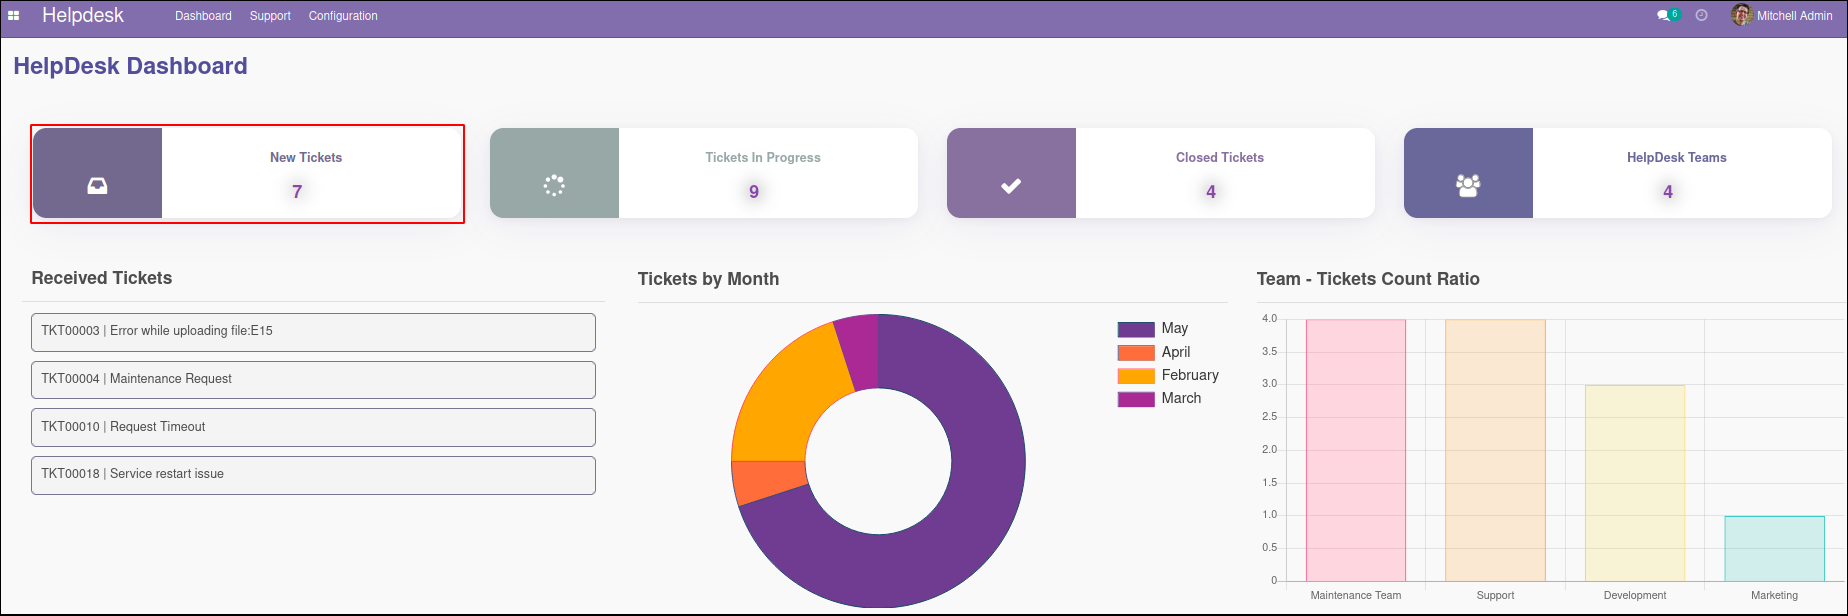 Helpdesk Dashboard Support Configuration 6 Mitchell Admin
HelpDesk Dashboard
New Tickets
7
Tickets In Progress
9
Closed Tickets
4
HelpDesk Teams
4
Received Tickets
TKT00003 | Error while uploading file:E15
TKT00004 | Maintenance Request
TKT00010 | Request Timeout
TKT00018 | Service restart issue
Tickets by Month
May
April
February
March
Team - Tickets Count Ratio
4.0
3.5
3.0
2.5
2.0
1.5
1.0
0.5
0
Maintenance Team Support Development Marketing